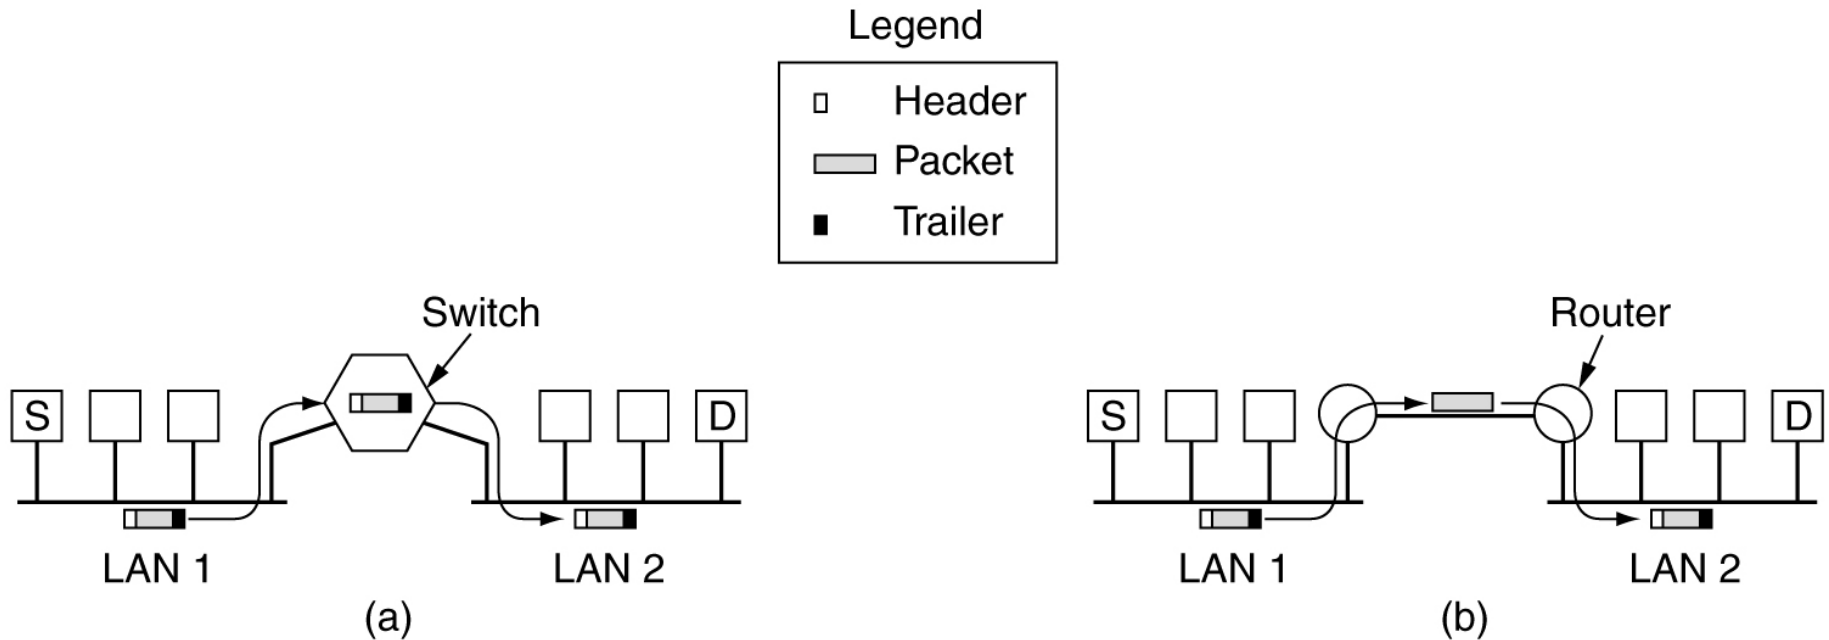 Legend
Header
Packet
Trailer
Switch
S
D
LAN 1
LAN 2
(a)
Router
S
D
LAN 1
LAN 2
(b)